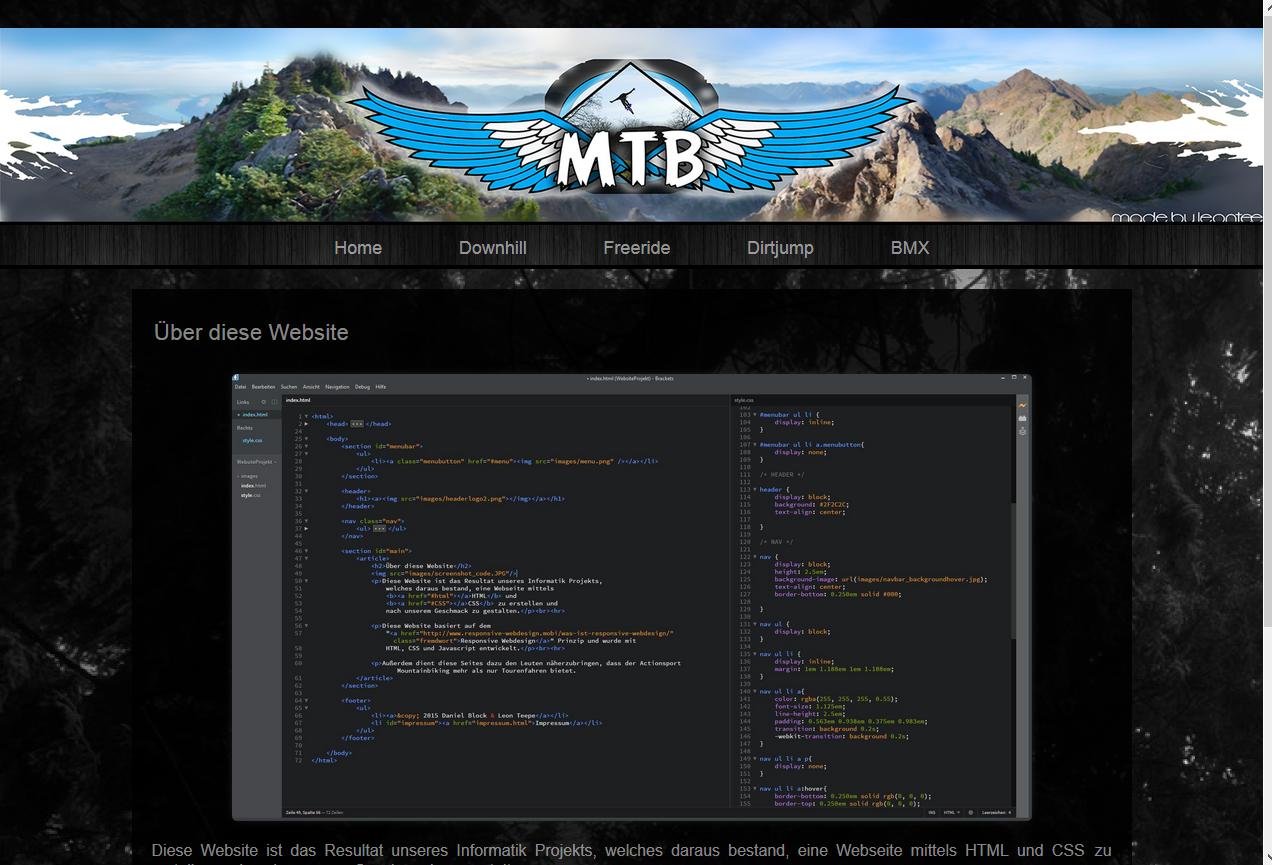 MTB
made by leontee
Home Downhill Freeride Dirtjump BMX
Über diese Website
• index.html (WebsiteProjekt) - Brackets
Datei Bearbeiten Suchen Ansicht Navigation Debug Hilfe
Links
index.html
Rechts
style.css
WebsiteProjekt
images
index.html
style.css
index.html
1 <html>
2 <head> ••• </head>
24
25 <body>
26 <section id="menubar">
27 <ul>
28 <li><a class="menubutton" href="#menu"><img src="images/menu.png" /></a></li>
29 </ul>
30 </section>
31
32 <header>
33 <h1><a><img src="images/headerlogo2.png"></img></a></h1>
34 </header>
35
36 <nav class="nav">
37 <ul> ••• </ul>
44 </nav>
45
46 <section id="main">
47 <article>
48 <h2>Über diese Website</h2>
49 <img src="images/screenshot_code.JPG"/>
50 <p>Diese Website ist das Resultat unseres Informatik Projekts,
51 welches daraus bestand, eine Webseite mittels
52 <b><a href="#html"></a>HTML</b> und
53 <b><a href="#CSS"></a>CSS</b> zu erstellen und
54 nach unserem Geschmack zu gestalten.</p><br><hr>
55
56 <p>Diese Website basiert auf dem
57 "<a href="http://www.responsive-webdesign.mobi/was-ist-responsive-webdesign/"
class="fremdwort">Responsive Webdesign</a>" Prinzip und wurde mit
58 HTML, CSS und Javascript entwickelt.</p><br><hr>
59
60 <p>Außerdem dient diese Seites dazu den Leuten näherzubringen, dass der Actionsport
Mountainbiking mehr als nur Tourenfahren bietet.
61 </article>
62 </section>
63
64 <footer>
65 <ul>
66 <li><a>&copy; 2015 Daniel Block & Leon Teepe</a></li>
67 <li id="impressum"><a href="impressum.html">Impressum</a></li>
68 </ul>
69 </footer>
70
71 </body>
72 </html>
style.css
102
103 #menubar ul li {
104 display: inline;
105 }
106
107 #menubar ul li a.menubutton{
108 display: none;
109 }
110
111 /* HEADER */
112
113 header {
114 display: block;
115 background: #2F2C2C;
116 text-align: center;
117
118 }
119
120 /* NAV */
121
122 nav {
123 display: block;
124 height: 2.5em;
125 background-image: url(images/navbar_backgroundhover.jpg);
126 text-align: center;
127 border-bottom: 0.250em solid #000;
128
129 }
130
131 nav ul {
132 display: block;
133 }
134
135 nav ul li {
136 display: inline;
137 margin: 1em 1.188em 1em 1.188em;
138 }
139
140 nav ul li a{
141 color: rgba(255, 255, 255, 0.55);
142 font-size: 1.125em;
143 line-height: 2.5em;
144 padding: 0.563em 0.938em 0.375em 0.983em;
145 transition: background 0.2s;
146 -webkit-transition: background 0.2s;
147 }
148
149 nav ul li a p{
150 display: none;
151 }
152
153 nav ul li a:hover{
154 border-bottom: 0.250em solid rgb(0, 0, 0);
155 border-top: 0.250em solid rgb(0, 0, 0);
Zeile 49, Spalte 56 — 72 Zeilen
INS HTML Leerzeichen: 4
Diese Website ist das Resultat unseres Informatik Projekts, welches daraus bestand, eine Webseite mittels HTML und CSS zu